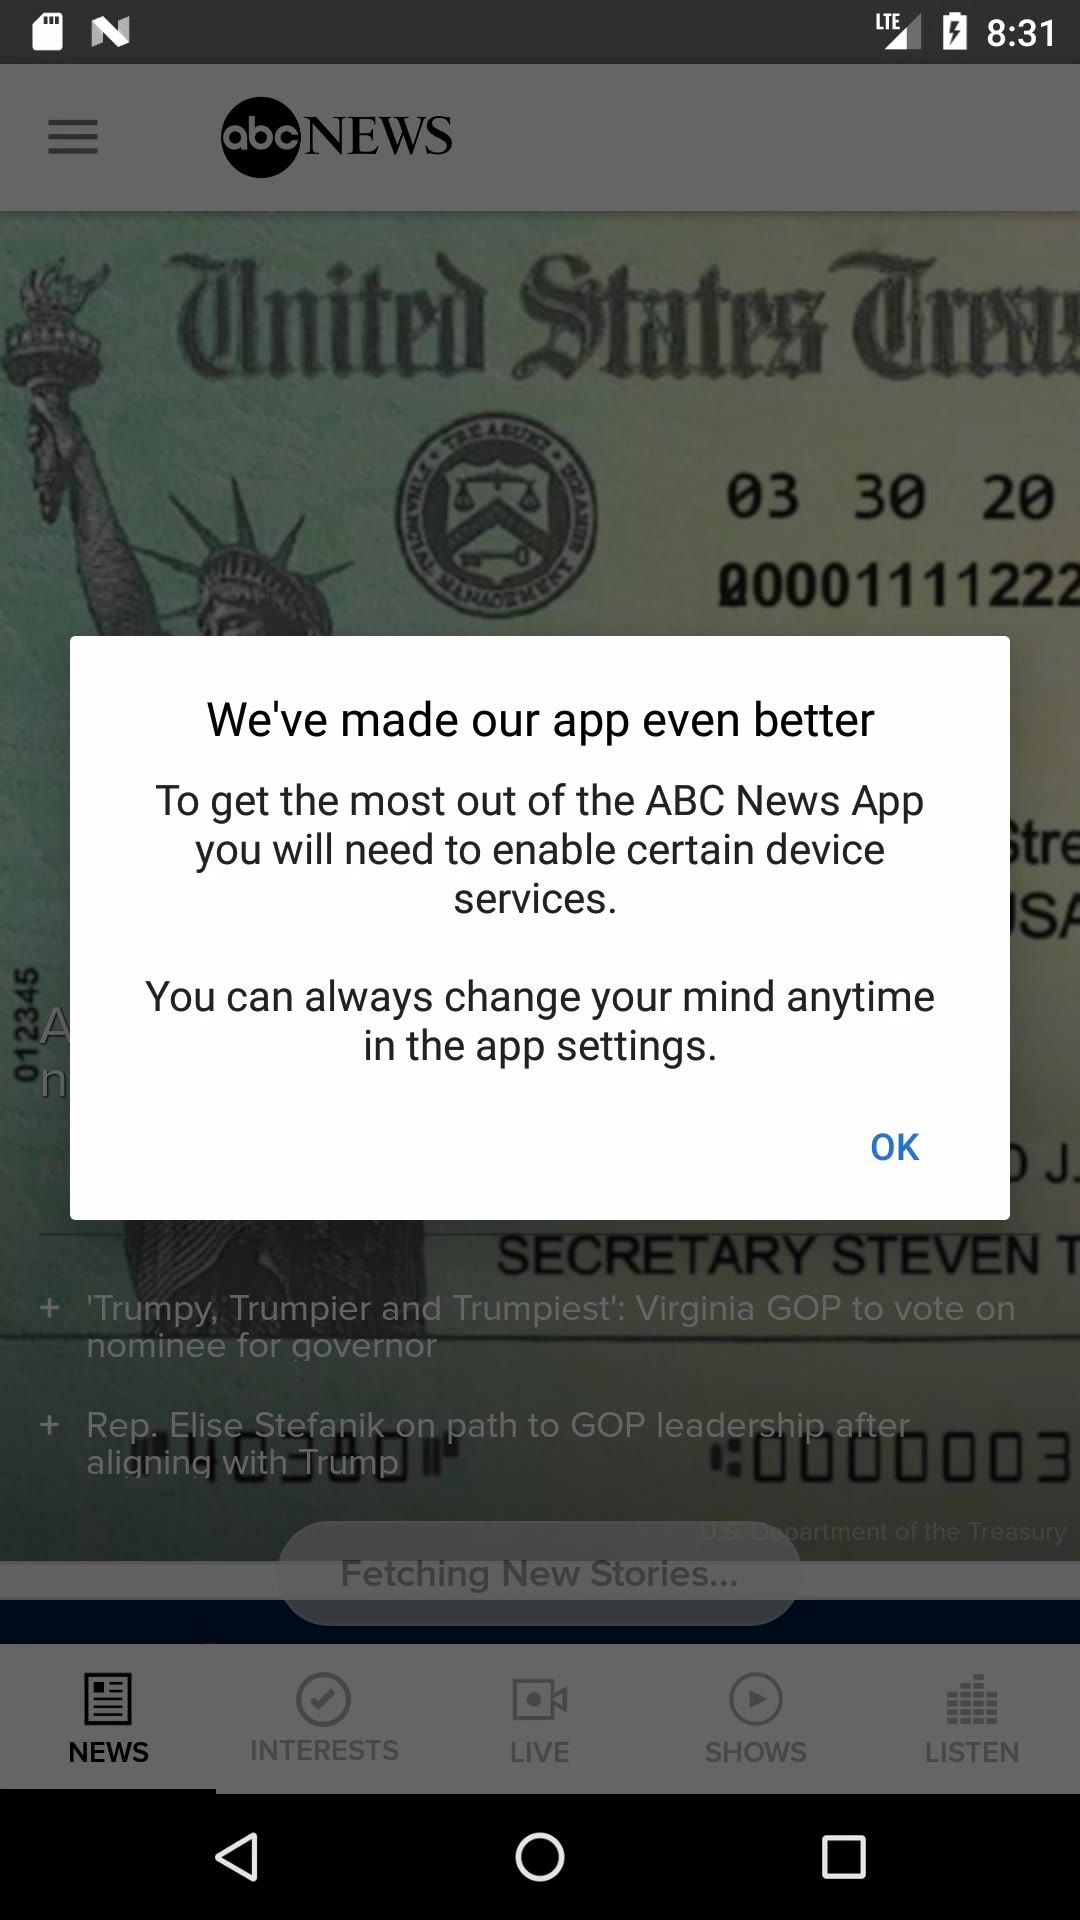 LTE 8:31
abc NEWS
United States Treas
03 30 20
00001111222
We've made our app even better
To get the most out of the ABC News App
you will need to enable certain device
services.
You can always change your mind anytime
in the app settings.
OK
012345
SECRETARY STEVEN T
+ 'Trumpy, Trumpier and Trumpiest': Virginia GOP to vote on
nominee for governor
+ Rep. Elise Stefanik on path to GOP leadership after
aligning with Trump
0000003
U.S. Department of the Treasury
Fetching New Stories...
NEWS INTERESTS LIVE SHOWS LISTEN